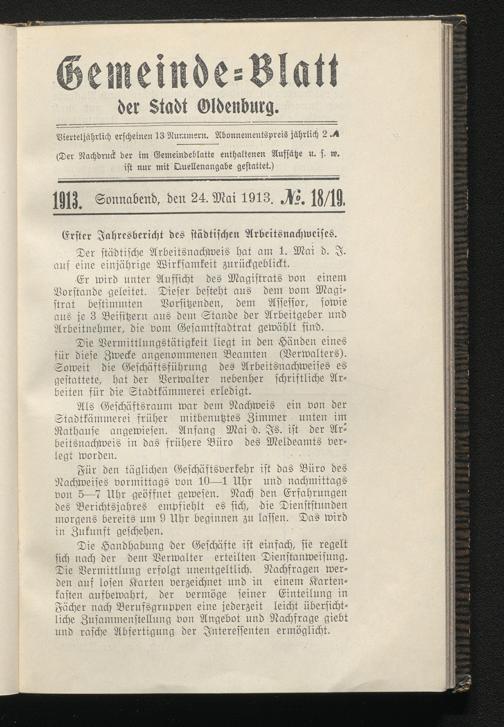 Gemeinde=Blatt
der Stadt Oldenburg.
Vierteljährlich erscheinen 13 Nummern. Abonnementspreis jährlich 2 ℳ
(Der Nachdruck der im Gemeindeblatte enthaltenen Aufsätze u. s. w.
ist nur mit Quellenangabe gestattet.)
1913. Sonnabend, den 24. Mai 1913. No. 18/19.
Erster Jahresbericht des städtischen Arbeitsnachweises.
Der städtische Arbeitsnachweis hat am 1. Mai d. J.
auf eine einjährige Wirksamkeit zurückgeblickt.
Er wird unter Aufsicht des Magistrats von einem
Vorstande geleitet. Dieser besteht aus dem vom Magi-
strat bestimmten Vorsitzenden, dem Assessor, sowie
aus je 3 Beisitzern aus dem Stande der Arbeitgeber und
Arbeitnehmer, die vom Gesamtstadtrat gewählt sind.
Die Vermittlungstätigkeit liegt in den Händen eines
für diese Zwecke angenommenen Beamten (Verwalters).
Soweit die Geschäftsführung des Arbeitsnachweises es
gestattete, hat der Verwalter nebenher schriftliche Ar-
beiten für die Stadtkämmerei erledigt.
Als Geschäftsraum war dem Nachweis ein von der
Stadtkämmerei früher mitbenutztes Zimmer unten im
Rathause angewiesen. Anfang Mai d. Js. ist der Ar-
beitsnachweis in das frühere Büro des Meldeamts ver-
legt worden.
Für den täglichen Geschäftsverkehr ist das Büro des
Nachweises vormittags von 10—1 Uhr und nachmittags
von 5—7 Uhr geöffnet gewesen. Nach den Erfahrungen
des Berichtsjahres empfiehlt es sich, die Dienststunden
morgens bereits um 9 Uhr beginnen zu lassen. Das wird
in Zukunft geschehen.
Die Handhabung der Geschäfte ist einfach, sie regelt
sich nach der dem Verwalter erteilten Dienstanweisung.
Die Vermittlung erfolgt unentgeltlich. Nachfragen wer-
den auf losen Karten verzeichnet und in einem Karten-
kasten aufbewahrt, der vermöge seiner Einteilung in
Fächer nach Berufsgruppen eine jederzeit leicht übersicht-
liche Zusammenstellung von Angebot und Nachfrage giebt
und rasche Abfertigung der Interessenten ermöglicht.